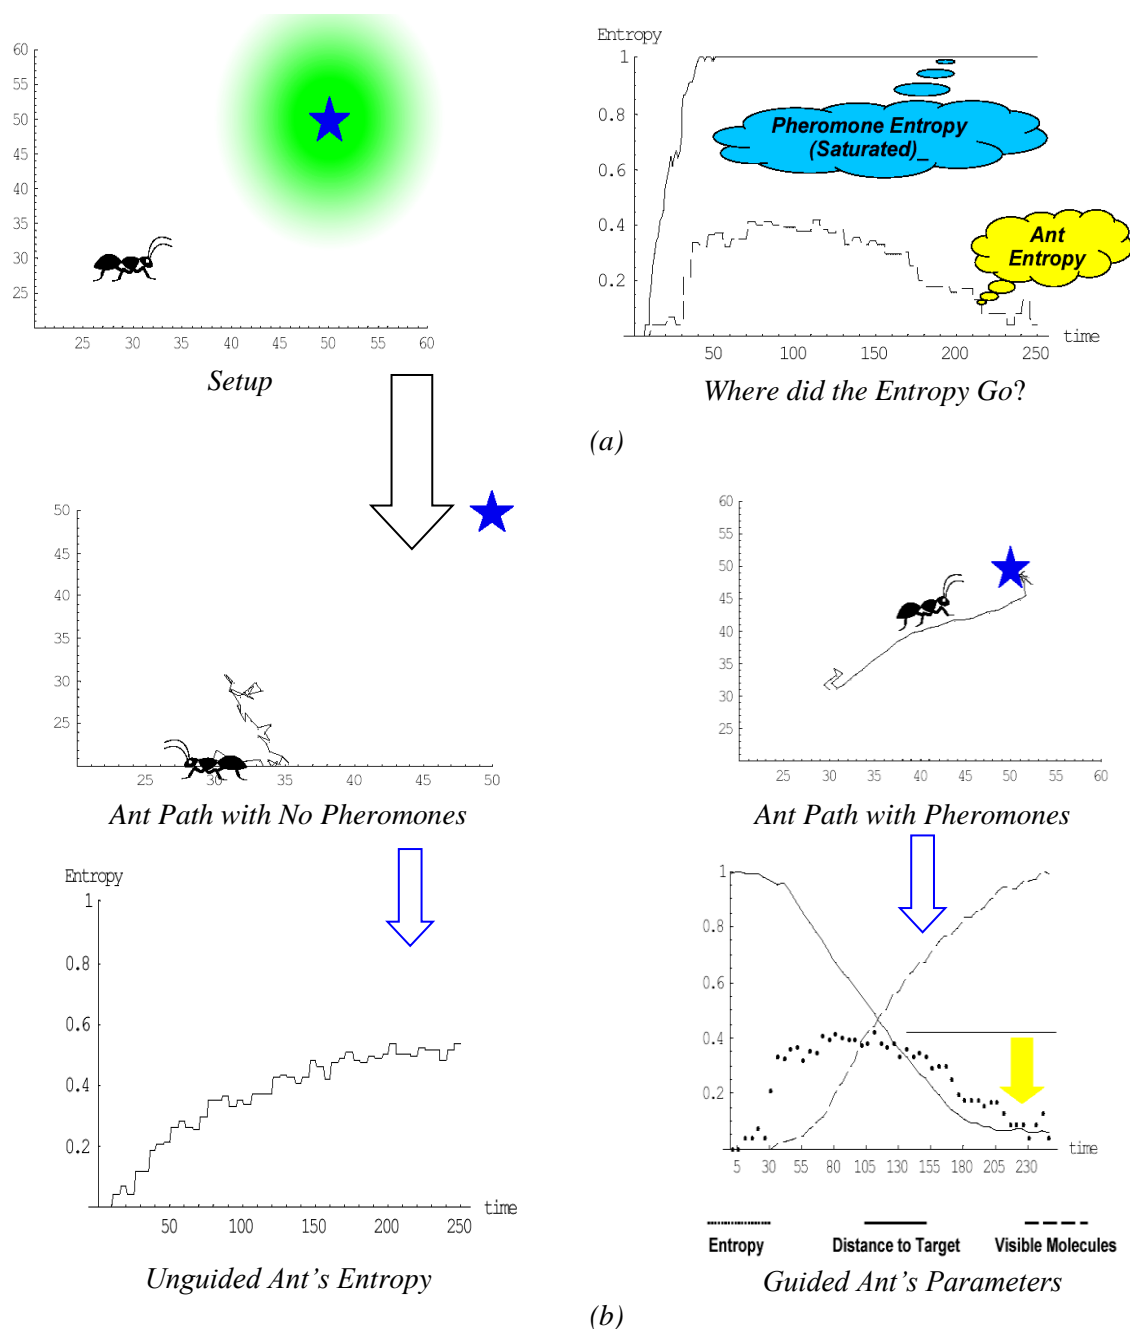 60
55
50
45
40
35
30
25
20
25 30 35 40 45 50 55 60
Setup
Entropy
1
0.8
0.6
0.4
0.2
Pheromone Entropy
(Saturated)_
Ant
Entropy
time
50 100 150 200 250
Where did the Entropy Go?
(a)
50
45
40
35
30
25
25 30 35 40 45 50
Ant Path with No Pheromones
60
55
50
45
40
35
30
25
25 30 35 40 45 50 55 60
Ant Path with Pheromones
Entropy
1
0.8
0.6
0.4
0.2
time
50 100 150 200 250
Unguided Ant's Entropy
1
0.8
0.6
0.4
0.2
time
5 30 55 80 105 130 155 180 205 230
Entropy Distance to Target Visible Molecules
Guided Ant's Parameters
(b)